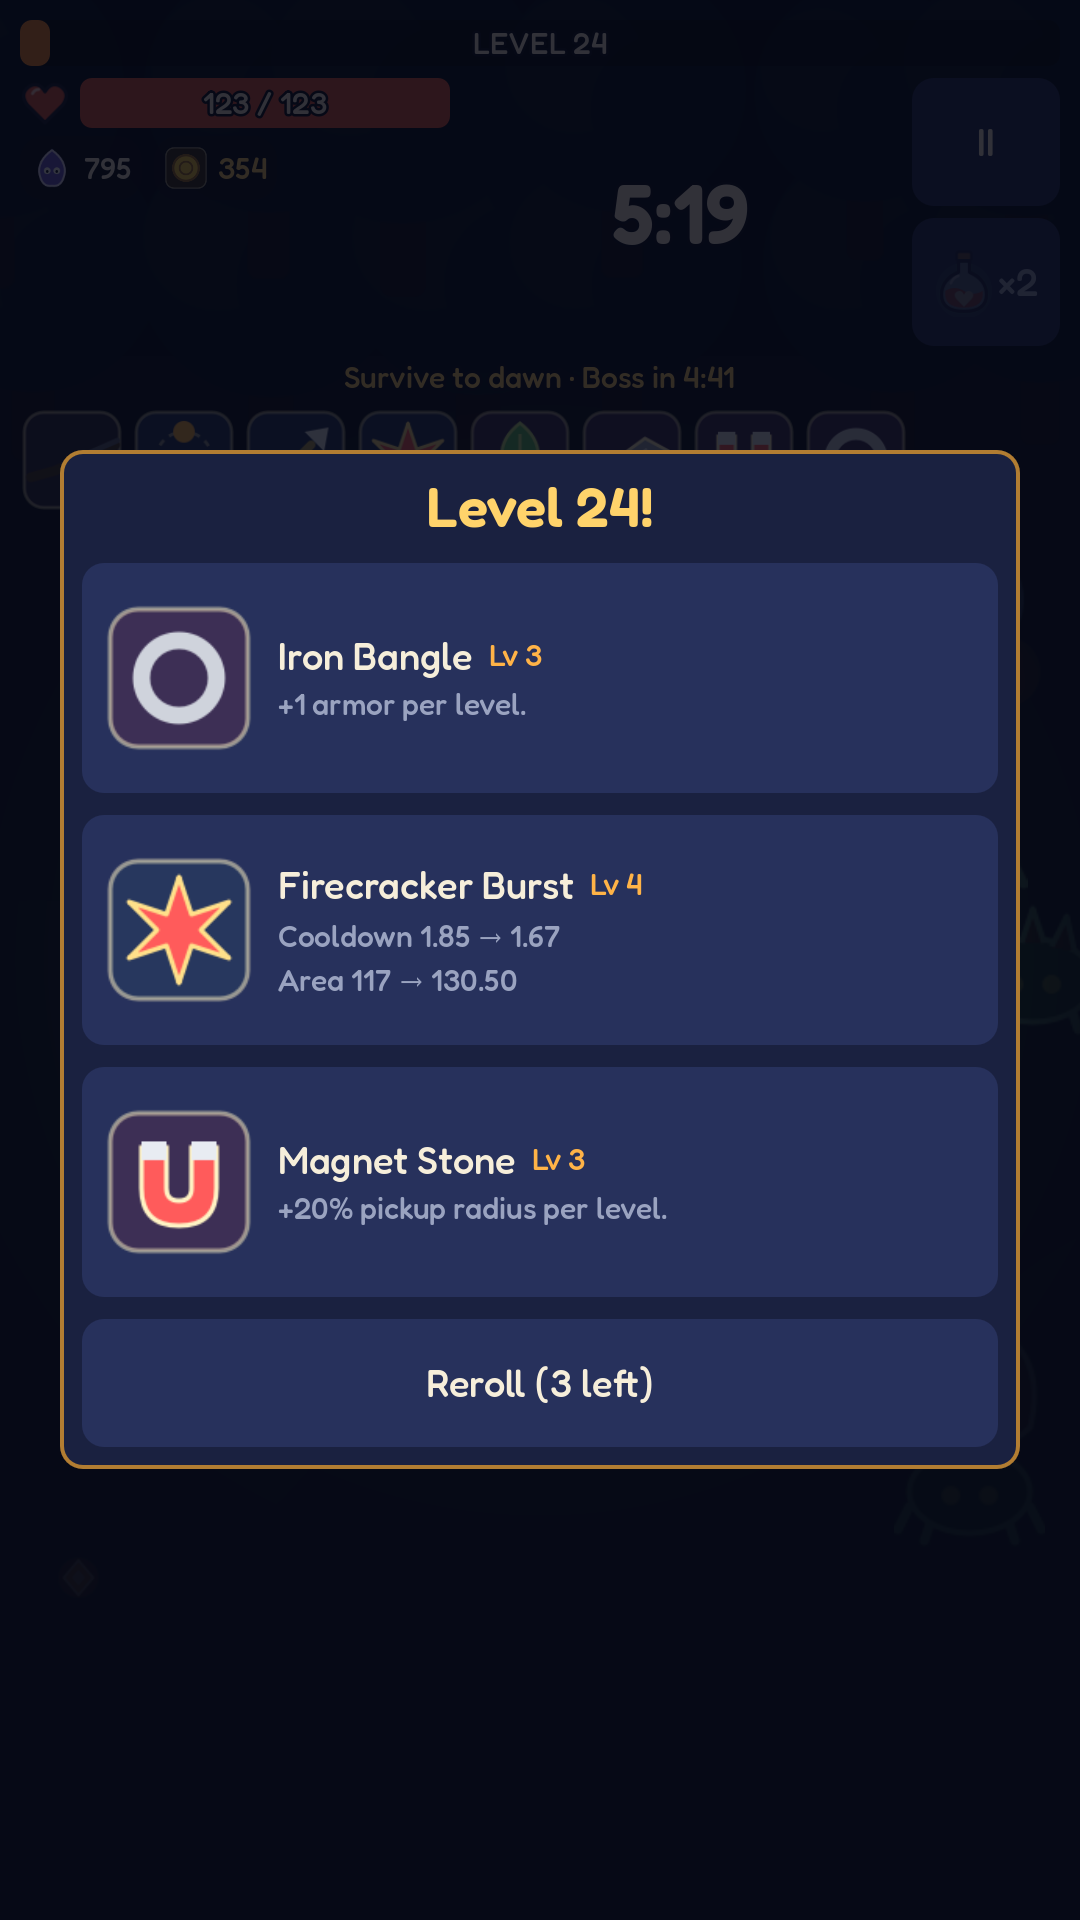 LEVEL 24
123 / 123
795 354
5:19
×2
Survive to dawn · Boss in 4:41
Level 24!
Iron Bangle Lv 3
+1 armor per level.
Firecracker Burst Lv 4
Cooldown 1.85 → 1.67
Area 117 → 130.50
Magnet Stone Lv 3
+20% pickup radius per level.
Reroll (3 left)